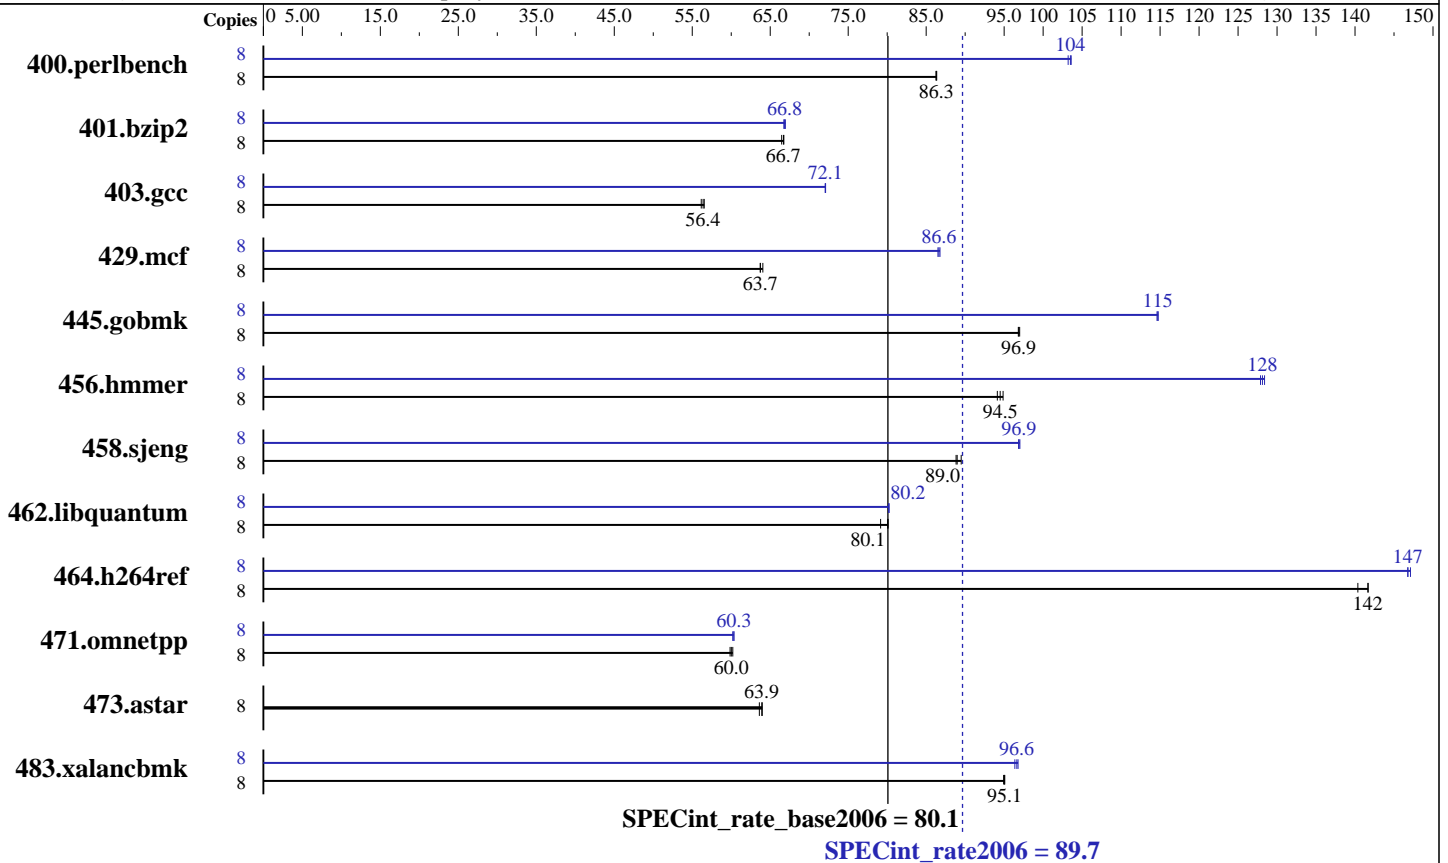 Copies 0 5.00 15.0 25.0 35.0 45.0 55.0 65.0 75.0 85.0 95.0 100 105 110 115 120 125 130 135 140 150
400.perlbench 8 104
8 86.3
401.bzip2 8 66.8
8 66.7
403.gcc 8 72.1
8 56.4
429.mcf 8 86.6
8 63.7
445.gobmk 8 115
8 96.9
456.hmmer 8 128
8 94.5
458.sjeng 8 96.9
8 89.0
462.libquantum 8 80.2
8 80.1
464.h264ref 8 147
8 142
471.omnetpp 8 60.3
8 60.0
473.astar 8 63.9
483.xalancbmk 8 96.6
8 95.1
SPECint_rate_base2006 = 80.1
SPECint_rate2006 = 89.7